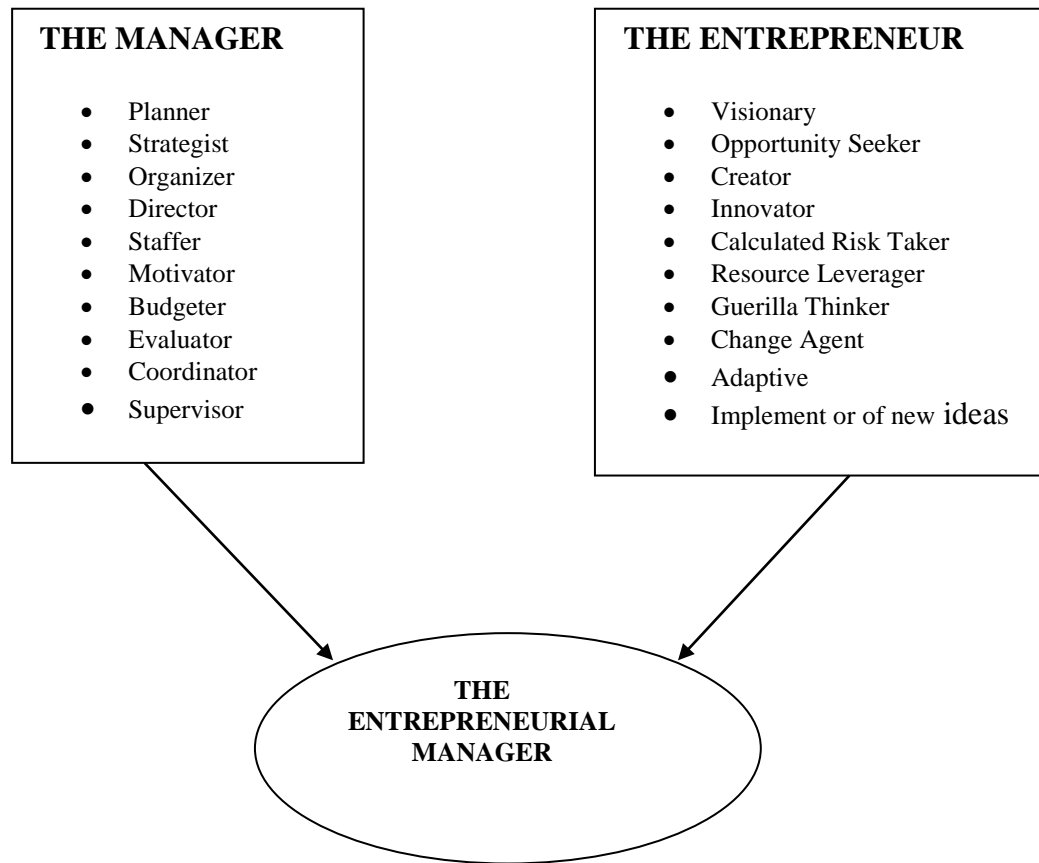 THE MANAGER
• Planner
• Strategist
• Organizer
• Director
• Staffer
• Motivator
• Budgeter
• Evaluator
• Coordinator
• Supervisor
THE ENTREPRENEUR
• Visionary
• Opportunity Seeker
• Creator
• Innovator
• Calculated Risk Taker
• Resource Leverager
• Guerilla Thinker
• Change Agent
• Adaptive
• Implement or of new ideas
THE
ENTREPRENEURIAL
MANAGER